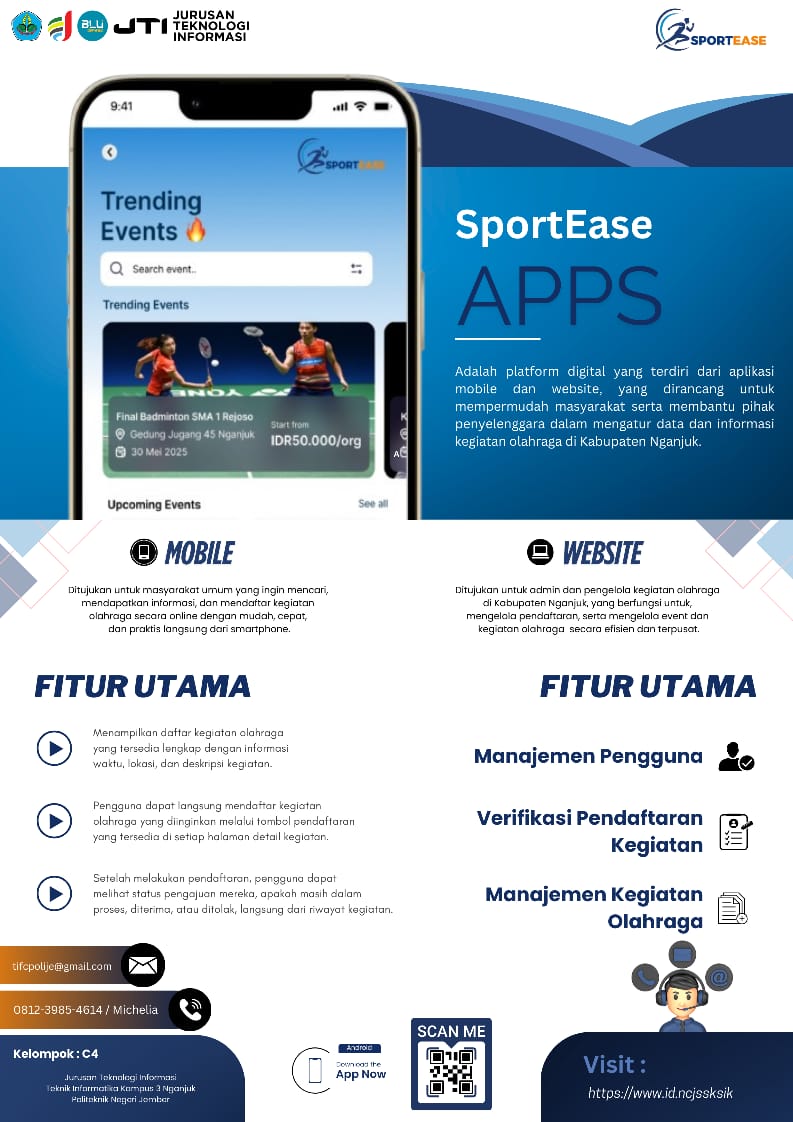 BLU
JTI
JURUSAN
TEKNOLOGI
INFORMASI
SPORTEASE
9:41
SPORTEASE
Trending
Events 🔥
Search event..
Trending Events
YONEX
Final Badminton SMA 1 Rejoso
Gedung Jugang 45 Nganjuk
30 Mei 2025
Start from
IDR50.000/org
K
A
Upcoming Events
See all
SportEase
APPS
Adalah platform digital yang terdiri dari aplikasi
mobile dan website, yang dirancang untuk
mempermudah masyarakat serta membantu pihak
penyelenggara dalam mengatur data dan informasi
kegiatan olahraga di Kabupaten Nganjuk.
MOBILE
Ditujukan untuk masyarakat umum yang ingin mencari,
mendapatkan informasi, dan mendaftar kegiatan
olahraga secara online dengan mudah, cepat,
dan praktis langsung dari smartphone.
WEBSITE
Ditujukan untuk admin dan pengelola kegiatan olahraga
di Kabupaten Nganjuk, yang berfungsi untuk,
mengelola pendaftaran, serta mengelola event dan
kegiatan olahraga secara efisien dan terpusat.
FITUR UTAMA
Menampilkan daftar kegiatan olahraga
yang tersedia lengkap dengan informasi
waktu, lokasi, dan deskripsi kegiatan.
Pengguna dapat langsung mendaftar kegiatan
olahraga yang diinginkan melalui tombol pendaftaran
yang tersedia di setiap halaman detail kegiatan.
Setelah melakukan pendaftaran, pengguna dapat
melihat status pengajuan mereka, apakah masih dalam
proses, diterima, atau ditolak, langsung dari riwayat kegiatan.
FITUR UTAMA
Manajemen Pengguna
Verifikasi Pendaftaran
Kegiatan
Manajemen Kegiatan
Olahraga
tifcpolije@gmail.com
0812-3985-4614 / Michelia
Kelompok : C4
Jurusan Teknologi Informasi
Teknik Informatika Kampus 3 Nganjuk
Politeknik Negeri Jember
Android
Download the
App Now
SCAN ME
@
Visit :
https://www.id.ncjssksik